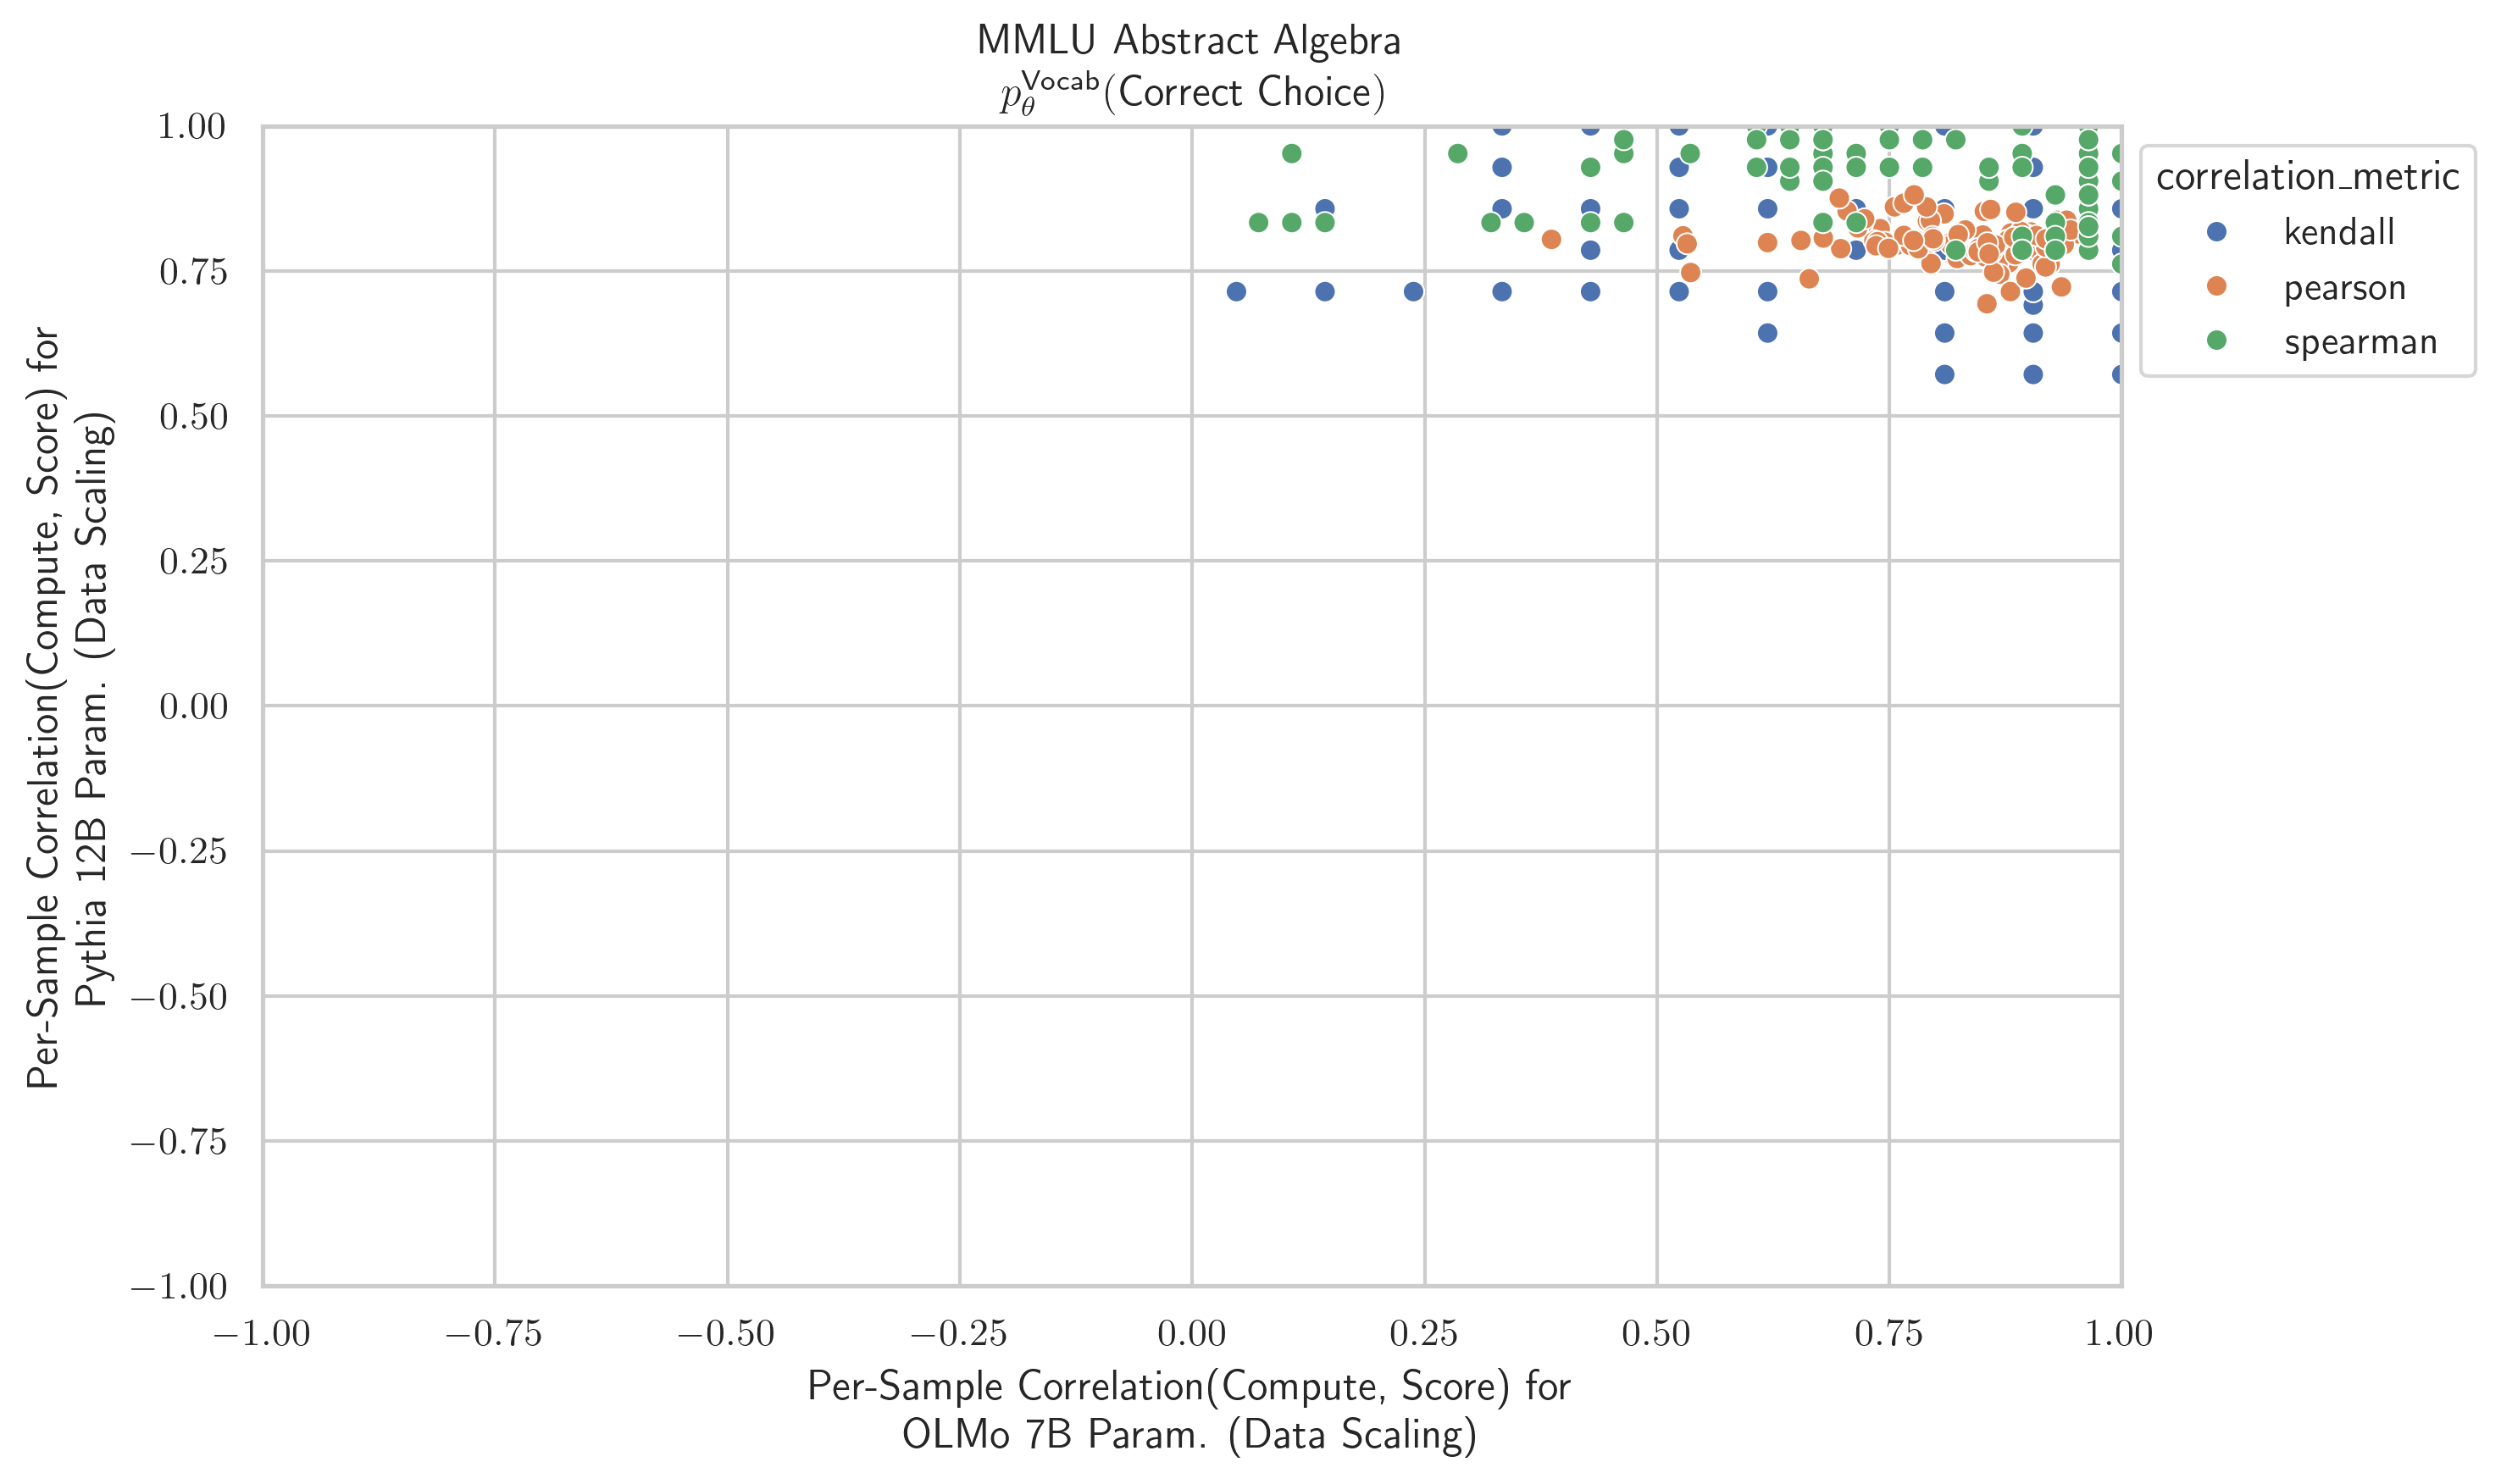 MMLU Abstract Algebra
p_θ^Vocab(Correct Choice)
1.00
0.75
0.50
0.25
0.00
−0.25
−0.50
−0.75
−1.00
Per-Sample Correlation(Compute, Score) for
Pythia 12B Param. (Data Scaling)
correlation_metric
kendall
pearson
spearman
−1.00 −0.75 −0.50 −0.25 0.00 0.25 0.50 0.75 1.00
Per-Sample Correlation(Compute, Score) for
OLMo 7B Param. (Data Scaling)